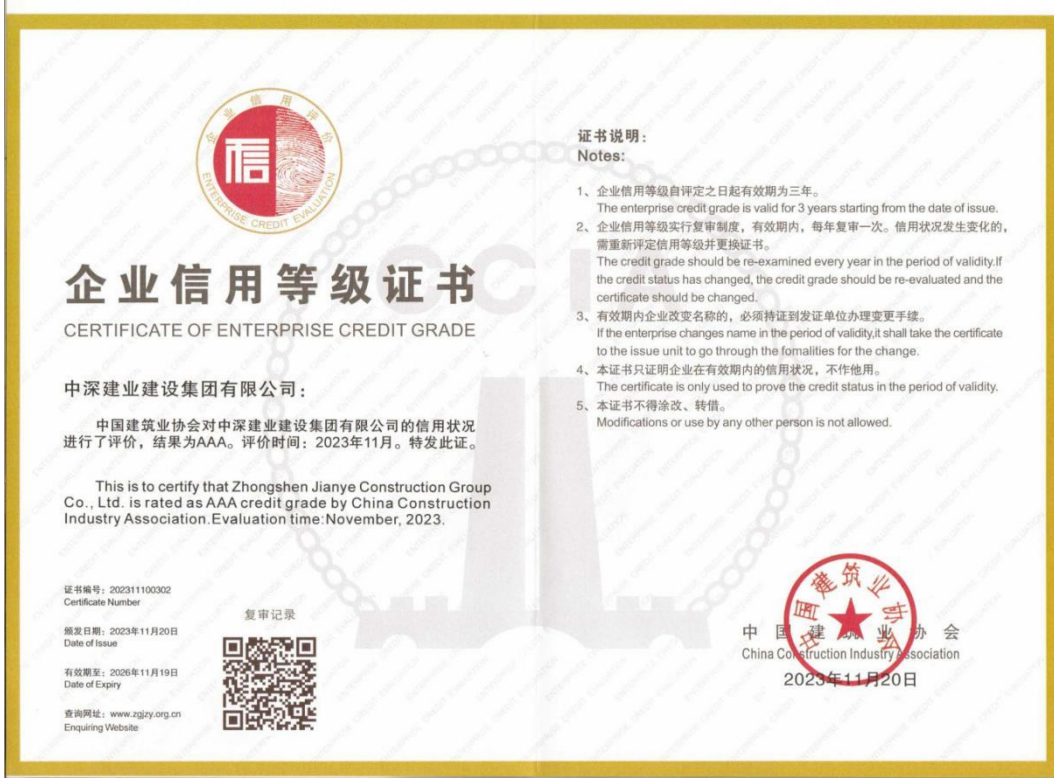 企业信用评价
信
ENTERPRISE CREDIT EVALUATION
企业信用等级证书
CERTIFICATE OF ENTERPRISE CREDIT GRADE
中深建业建设集团有限公司：
中国建筑业协会对中深建业建设集团有限公司的信用状况
进行了评价，结果为AAA。评价时间：2023年11月。特发此证。
This is to certify that Zhongshen Jianye Construction Group
Co., Ltd. is rated as AAA credit grade by China Construction
Industry Association.Evaluation time:November, 2023.
证书编号：202311100302
Certificate Number
颁发日期：2023年11月20日
Date of Issue
有效期至：2026年11月19日
Date of Expiry
查询网址：www.zgjzy.org.cn
Enquiring Website
复审记录
证书说明：
Notes:
1、企业信用等级自评定之日起有效期为三年。
The enterprise credit grade is valid for 3 years starting from the date of issue.
2、企业信用等级实行复审制度，有效期内，每年复审一次。信用状况发生变化的，
需重新评定信用等级并更换证书。
The credit grade should be re-examined every year in the period of validity.If
the credit status has changed, the credit grade should be re-evaluated and the
certificate should be changed.
3、有效期内企业改变名称的，必须持证到发证单位办理变更手续。
If the enterprise changes name in the period of validity,it shall take the certificate
to the issue unit to go through the fomalities for the change.
4、本证书只证明企业在有效期内的信用状况，不作他用。
The certificate is only used to prove the credit status in the period of validity.
5、本证书不得涂改、转借。
Modifications or use by any other person is not allowed.
中国建筑业协会
中国建筑业协会
China Construction Industry Association
2023年11月20日